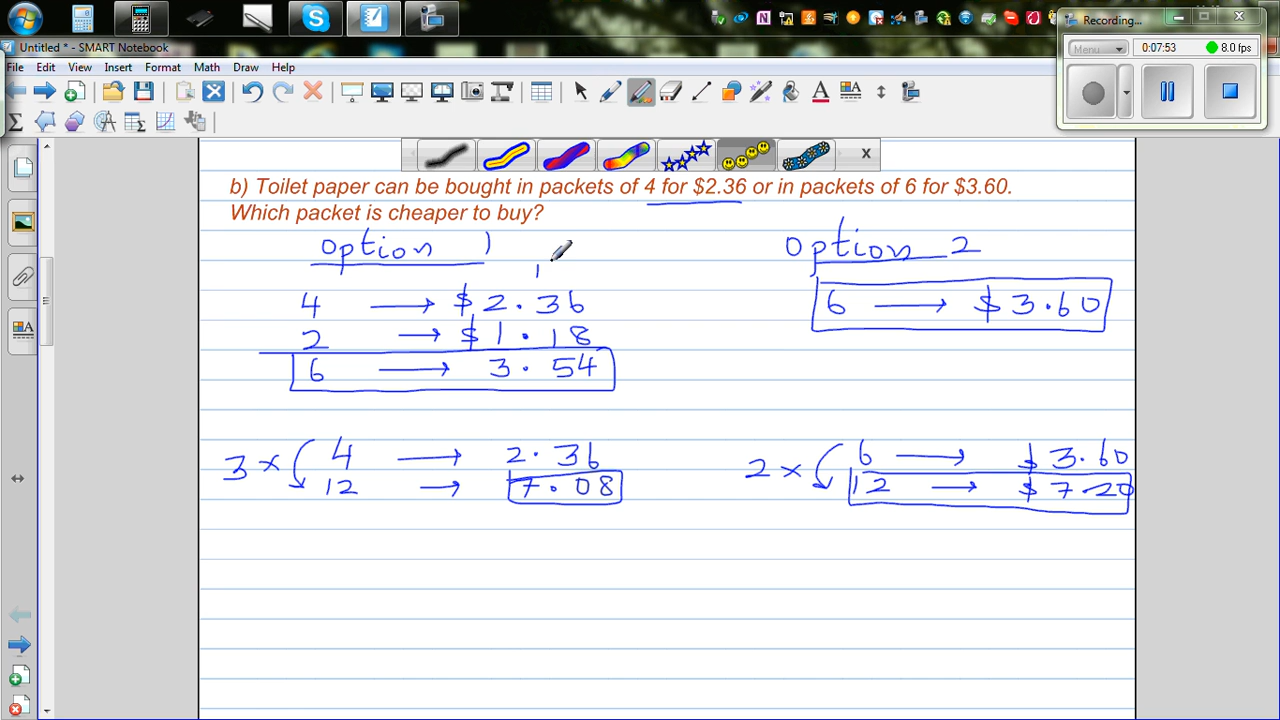 Untitled * - SMART Notebook
File Edit View Insert Format Math Draw Help
Recording...
Menu 0:07:53 8.0 fps
b) Toilet paper can be bought in packets of 4 for $2.36 or in packets of 6 for $3.60.
Which packet is cheaper to buy?
Option 1
4 → $2.36
2 → $1.18
6 → 3.54
Option 2
6 → $3.60
3 × 4 → 2.36
12 → 7.08
2 × 6 → $3.60
12 → $7.20